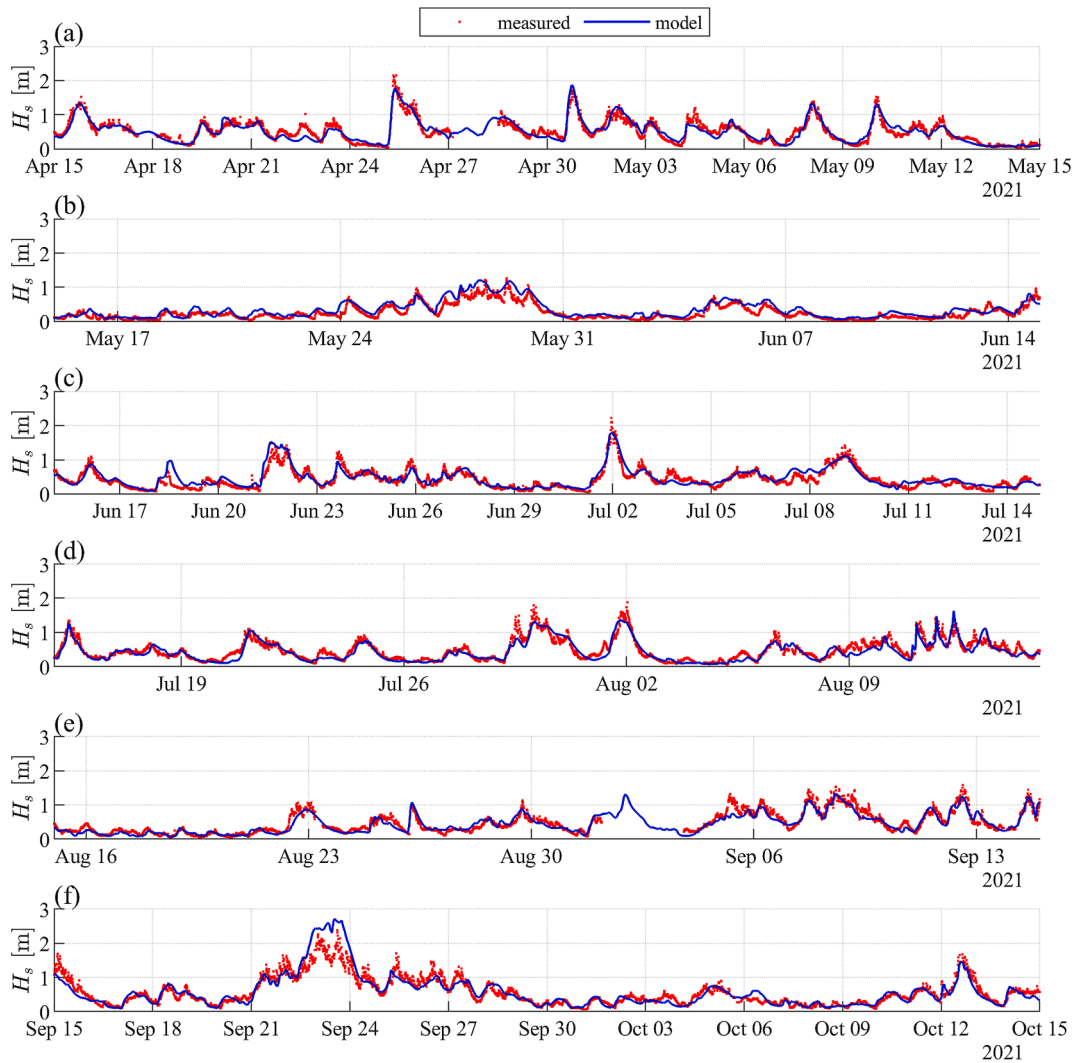 measured model
(a)
3
2
1
0
H_s [m]
Apr 15 Apr 18 Apr 21 Apr 24 Apr 27 Apr 30 May 03 May 06 May 09 May 12 May 15
2021
(b)
3
2
1
0
H_s [m]
May 17 May 24 May 31 Jun 07 Jun 14
2021
(c)
3
2
1
0
H_s [m]
Jun 17 Jun 20 Jun 23 Jun 26 Jun 29 Jul 02 Jul 05 Jul 08 Jul 11 Jul 14
2021
(d)
3
2
1
0
H_s [m]
Jul 19 Jul 26 Aug 02 Aug 09
2021
(e)
3
2
1
0
H_s [m]
Aug 16 Aug 23 Aug 30 Sep 06 Sep 13
2021
(f)
3
2
1
0
H_s [m]
Sep 15 Sep 18 Sep 21 Sep 24 Sep 27 Sep 30 Oct 03 Oct 06 Oct 09 Oct 12 Oct 15
2021